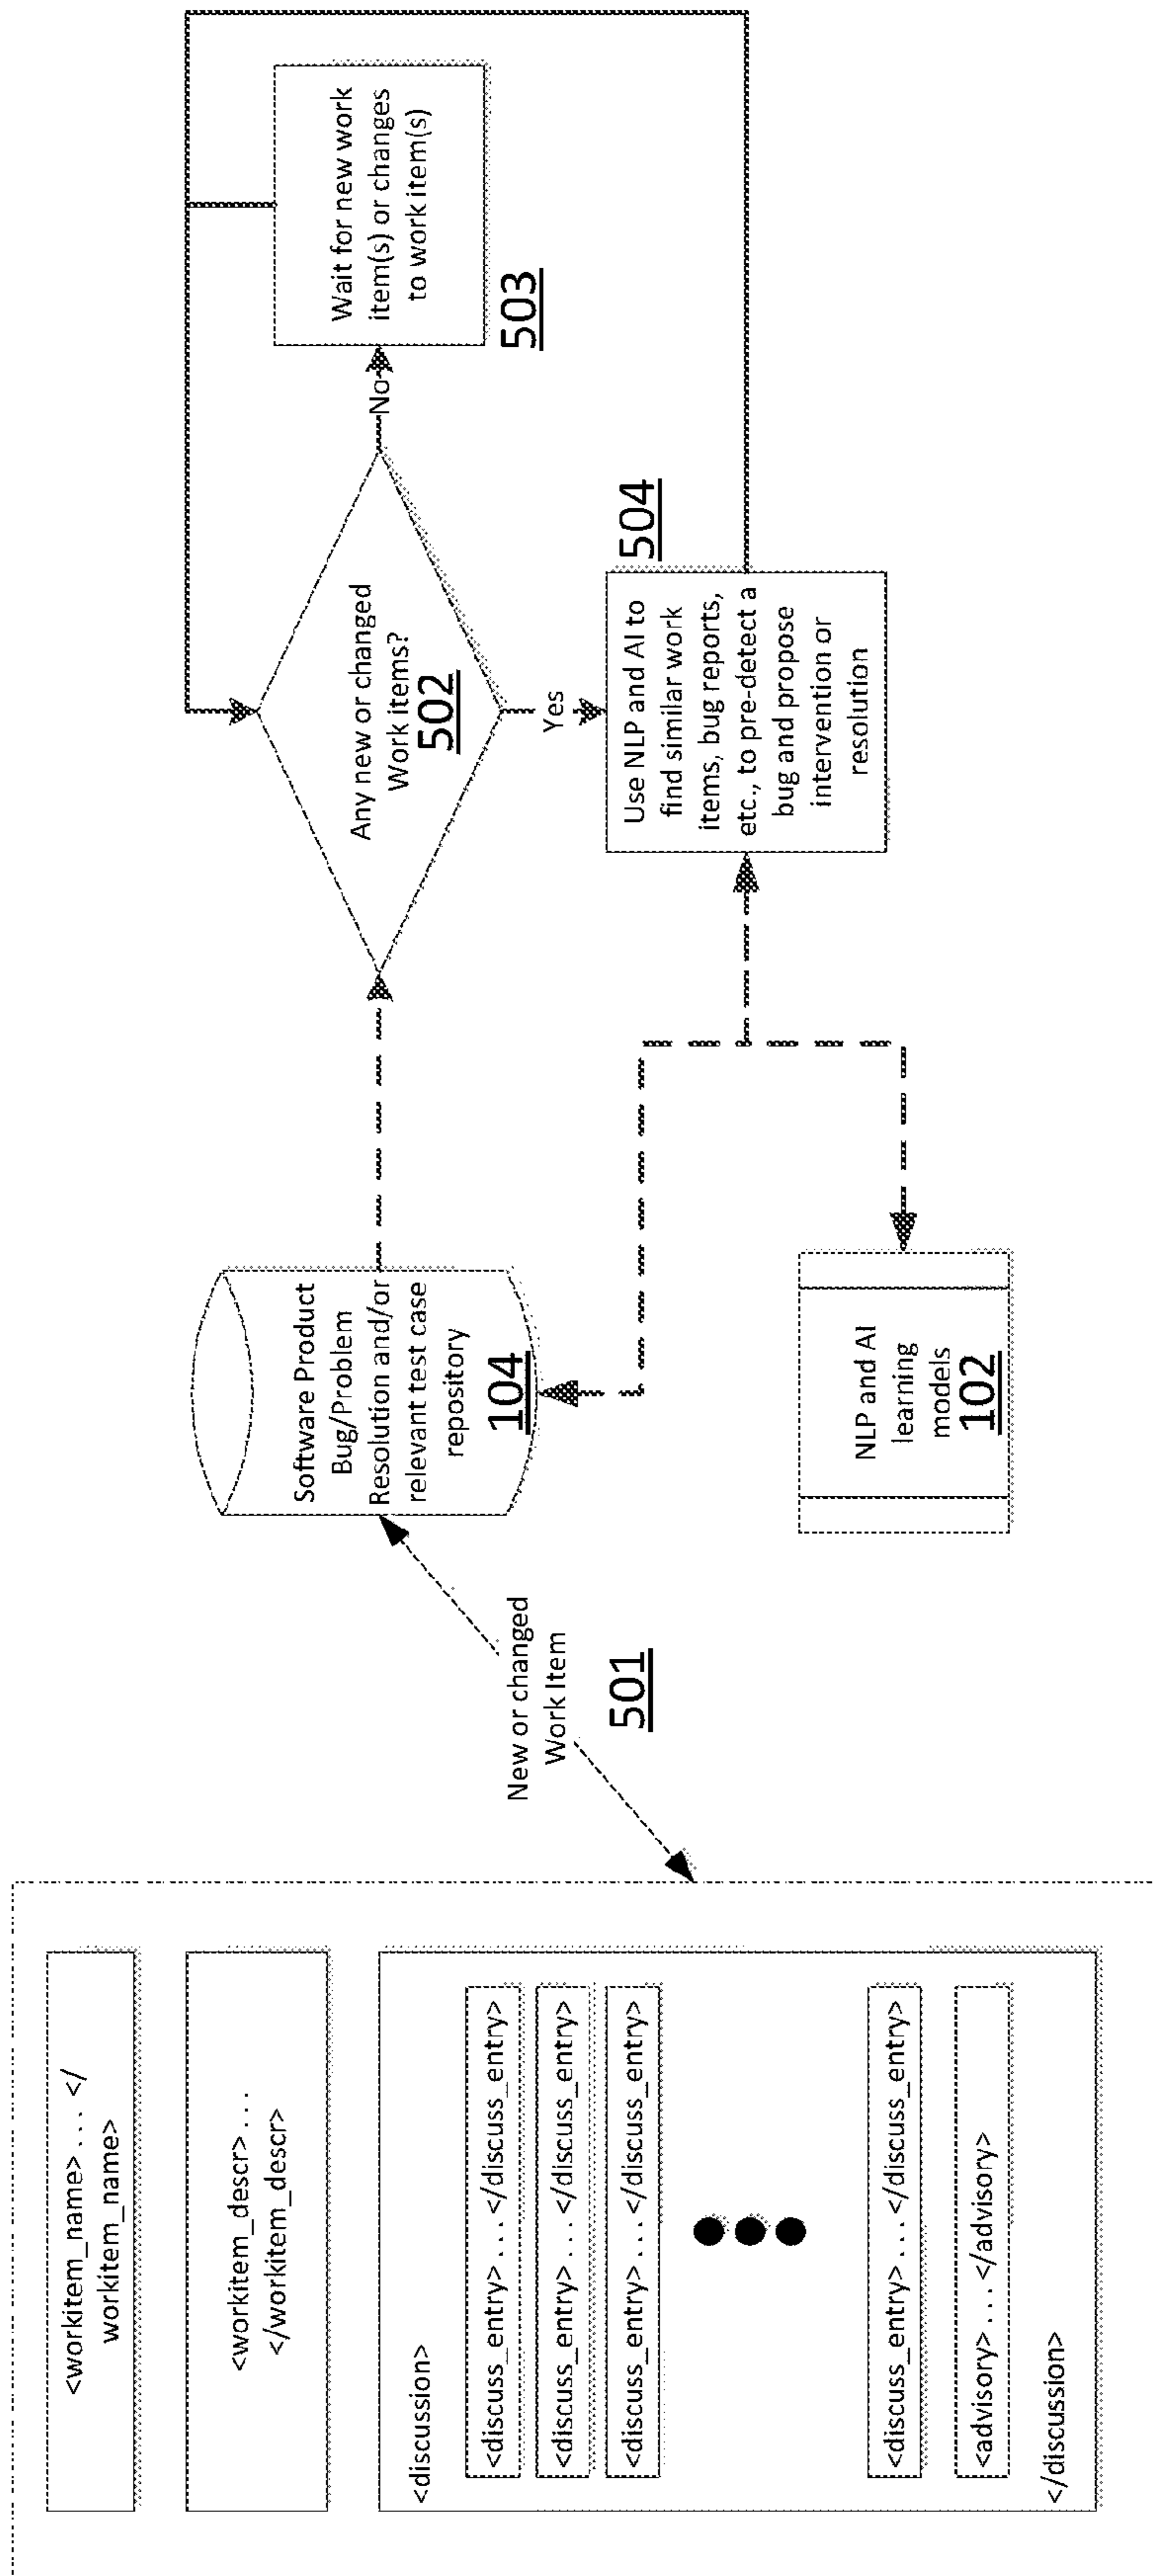 <workitem_name> ... </
workitem_name>
<workitem_descr> ...
</workitem_descr>
<discussion>
<discuss_entry> ... </discuss_entry>
<discuss_entry> ... </discuss_entry>
<discuss_entry> ... </discuss_entry>
<discuss_entry> ... </discuss_entry>
<advisory> ... </advisory>
</discussion>
New or changed
Work Item
501
Software Product
Bug/Problem
Resolution and/or
relevant test case
repository
104
NLP and AI
learning
models
102
Any new or changed
Work items?
502
No
Yes
Wait for new work
item(s) or changes
to work item(s)
503
504
Use NLP and AI to
find similar work
items, bug reports,
etc., to pre-detect a
bug and propose
intervention or
resolution